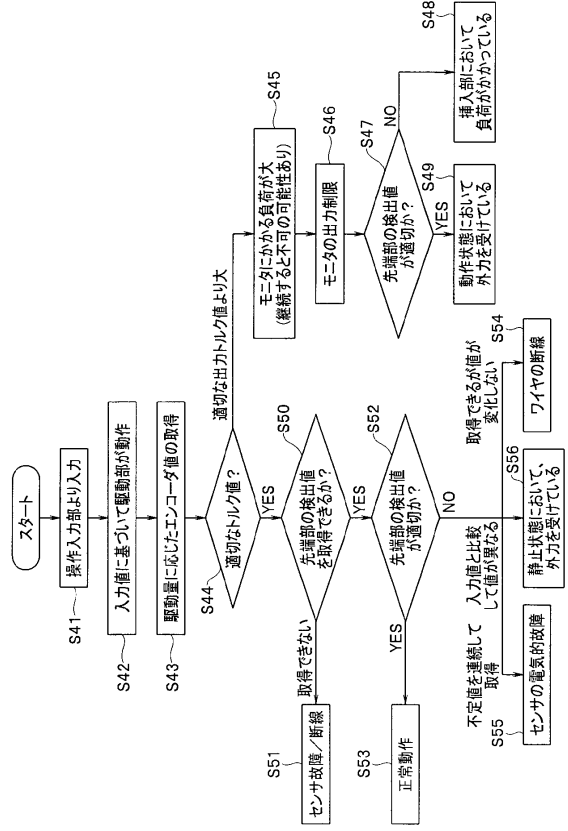 スタート
S41
操作入力部より入力
S42
入力値に基づいて駆動部が動作
S43
駆動量に応じたエンコーダ値の取得
S44
適切なトルク値?
適切な出力トルク値より大
S45
モニタにかかる負荷が大
(継続すると不可の可能性あり)
S46
モニタの出力制限
S47
先端部の検出値
が適切か?
NO
S48
挿入部において
負荷がかかっている
YES
S49
動作状態において
外力を受けている
YES
S50
先端部の検出値
を取得できるか?
取得できない
S51
センサ故障/断線
YES
S52
先端部の検出値
が適切か?
YES
S53
正常動作
NO
取得できるが値が
変化しない
S54
ワイヤの断線
不定値を連続して
取得
S55
センサの電気的故障
入力値と比較
して値が異なる
S56
静止状態において、
外力を受けている